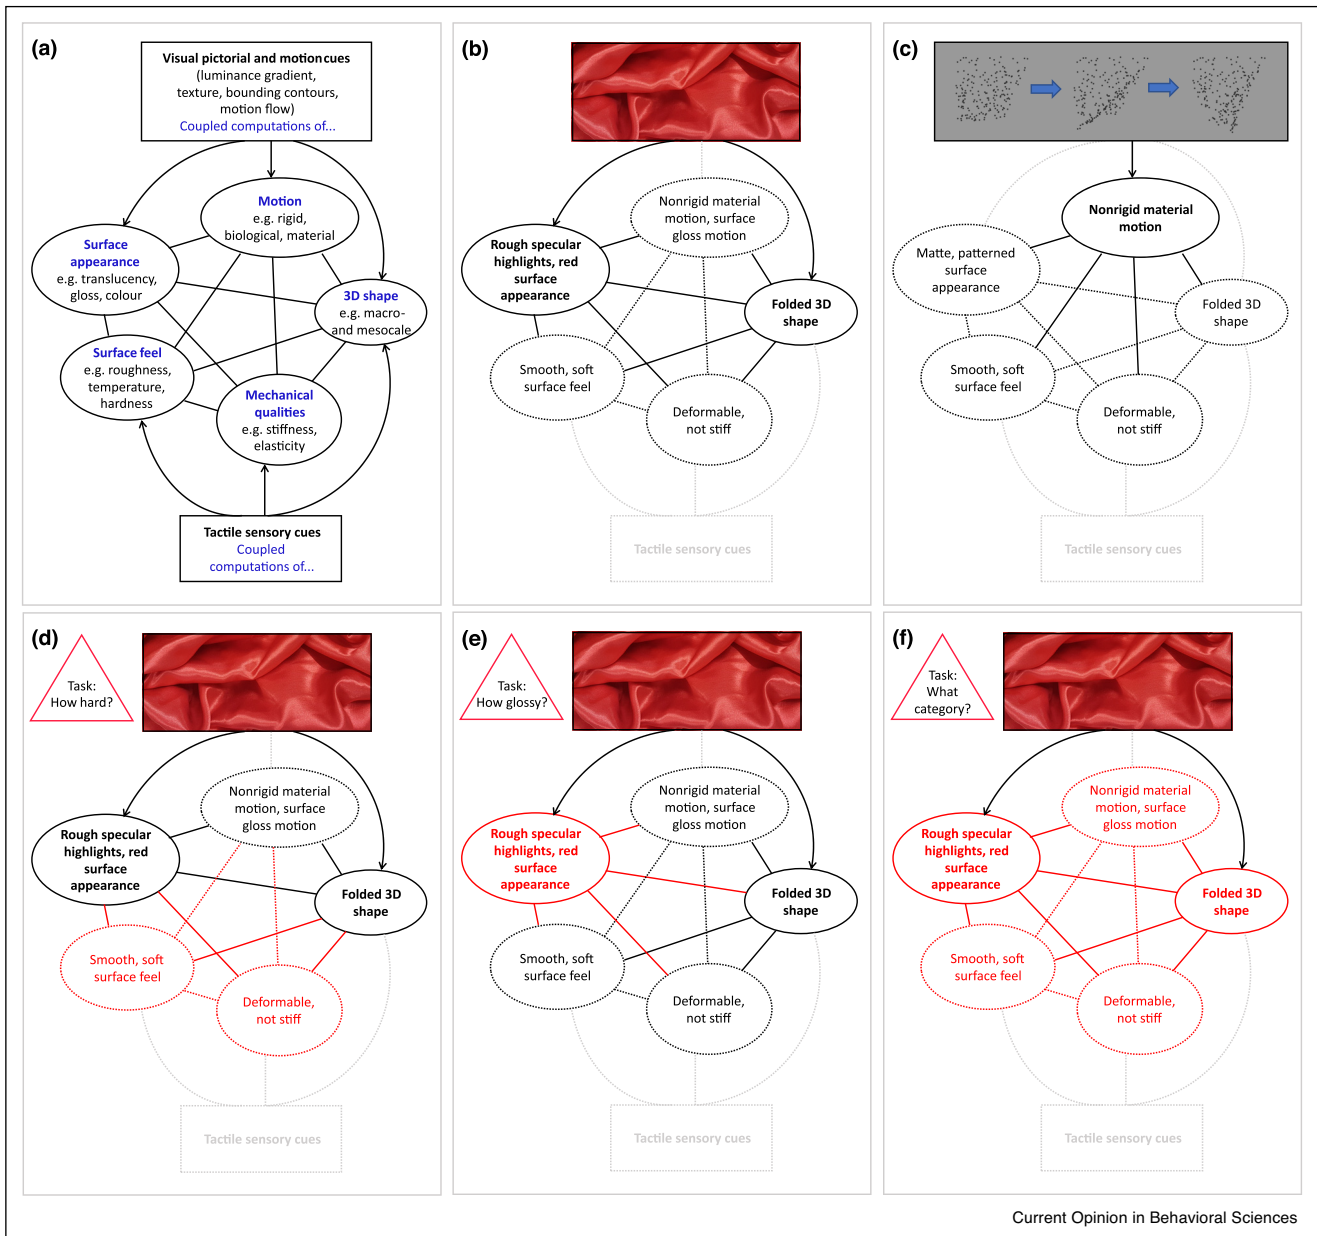 (a)
Visual pictorial and motion cues
(luminance gradient,
texture, bounding contours,
motion flow)
Coupled computations of...
Motion
e.g. rigid,
biological, material
Surface
appearance
e.g. translucency,
gloss, colour
3D shape
e.g. macro-
and mesocale
Surface feel
e.g. roughness,
temperature,
hardness
Mechanical
qualities
e.g. stiffness,
elasticity
Tactile sensory cues
Coupled
computations of...
(b)
Nonrigid material
motion, surface
gloss motion
Rough specular
highlights, red
surface
appearance
Folded 3D
shape
Smooth, soft
surface feel
Deformable,
not stiff
Tactile sensory cues
(c)
Nonrigid material
motion
Matte, patterned
surface
appearance
Folded 3D
shape
Smooth, soft
surface feel
Deformable,
not stiff
Tactile sensory cues
(d)
Task:
How hard?
Nonrigid material
motion, surface
gloss motion
Rough specular
highlights, red
surface
appearance
Folded 3D
shape
Smooth, soft
surface feel
Deformable,
not stiff
Tactile sensory cues
(e)
Task:
How glossy?
Nonrigid material
motion, surface
gloss motion
Rough specular
highlights, red
surface
appearance
Folded 3D
shape
Smooth, soft
surface feel
Deformable,
not stiff
Tactile sensory cues
(f)
Task:
What
category?
Nonrigid material
motion, surface
gloss motion
Rough specular
highlights, red
surface
appearance
Folded 3D
shape
Smooth, soft
surface feel
Deformable,
not stiff
Tactile sensory cues
Current Opinion in Behavioral Sciences